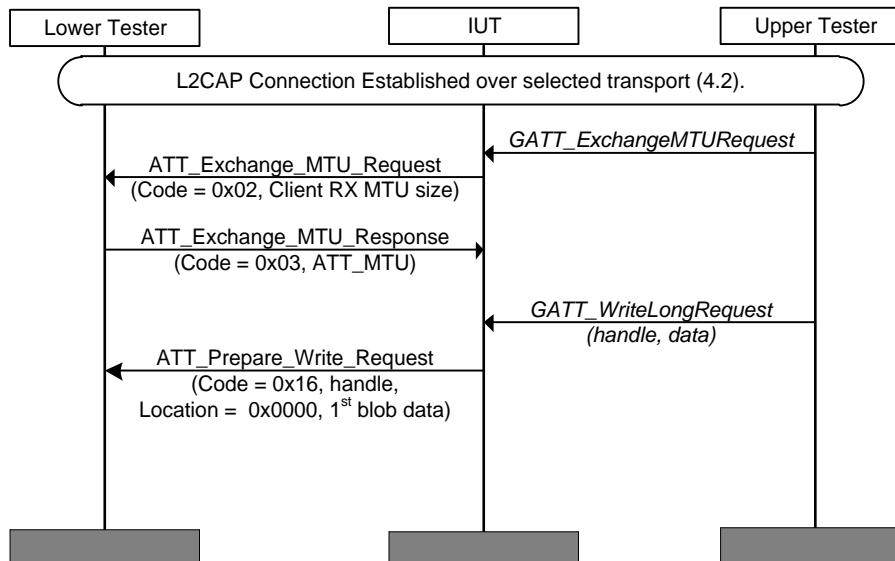 Lower Tester
IUT
Upper Tester
L2CAP Connection Established over selected transport (4.2).
GATT_ExchangeMTURequest
ATT_Exchange_MTU_Request
(Code = 0x02, Client RX MTU size)
ATT_Exchange_MTU_Response
(Code = 0x03, ATT_MTU)
GATT_WriteLongRequest
(handle, data)
ATT_Prepare_Write_Request
(Code = 0x16, handle,
Location = 0x0000, 1st blob data)